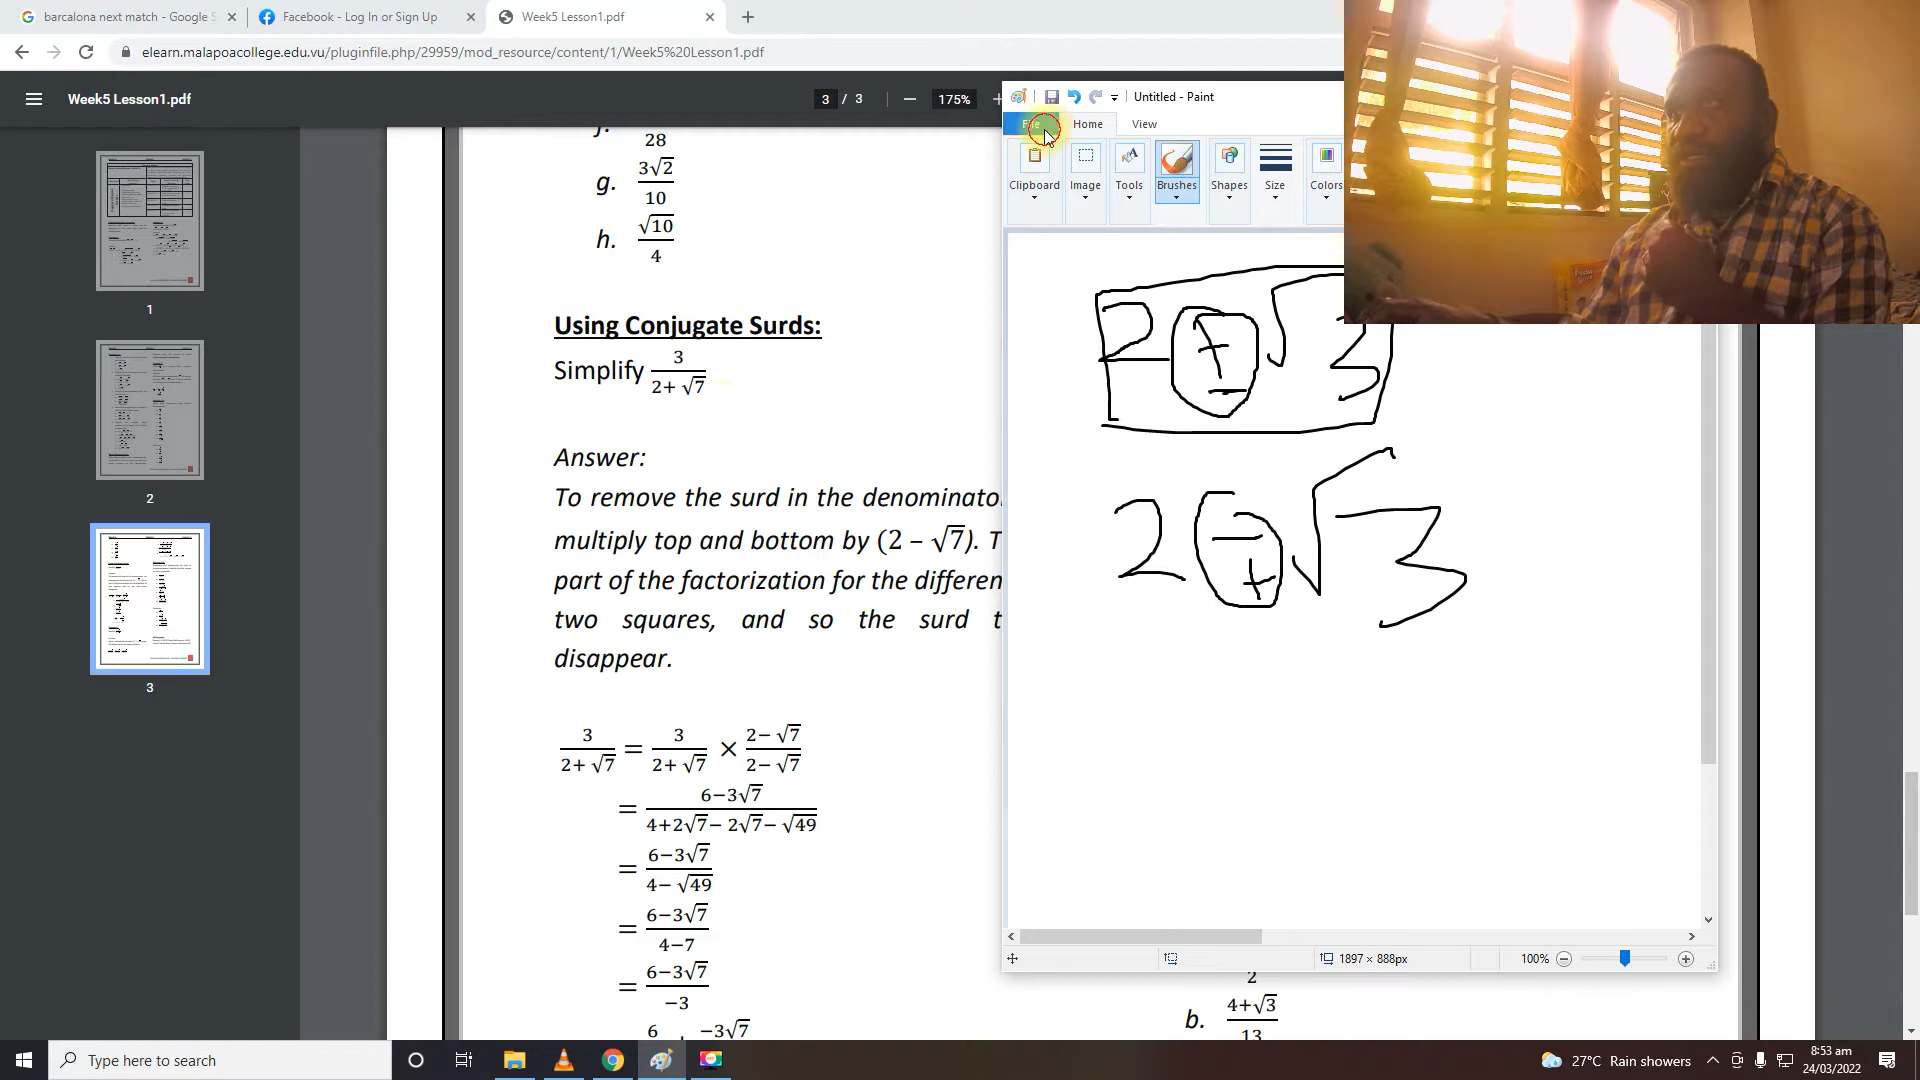 barcalona next match - Google S
Facebook - Log In or Sign Up
Week5 Lesson1.pdf
elearn.malapoacollege.edu.vu/pluginfile.php/29959/mod_resource/content/1/Week5%20Lesson1.pdf
Week5 Lesson1.pdf
3 / 3
175%
1
2
3
28
g. 3√2/10
h. √10/4
Using Conjugate Surds:
Simplify 3/(2+ √7)
Answer:
To remove the surd in the denominato
multiply top and bottom by (2 – √7). T
part of the factorization for the differen
two squares, and so the surd t
disappear.
3/(2+ √7) = 3/(2+ √7) × (2− √7)/(2− √7)
= (6−3√7)/(4+2√7− 2√7− √49)
= (6−3√7)/(4− √49)
= (6−3√7)/(4−7)
= (6−3√7)/−3
6 + −3√7
Untitled - Paint
File Home View
Clipboard Image Tools Brushes Shapes Size Colors
2 + − √3
2 − + √3
1897 × 888px
100%
2
b. (4+√3)/13
Type here to search
27°C Rain showers
8:53 am
24/03/2022